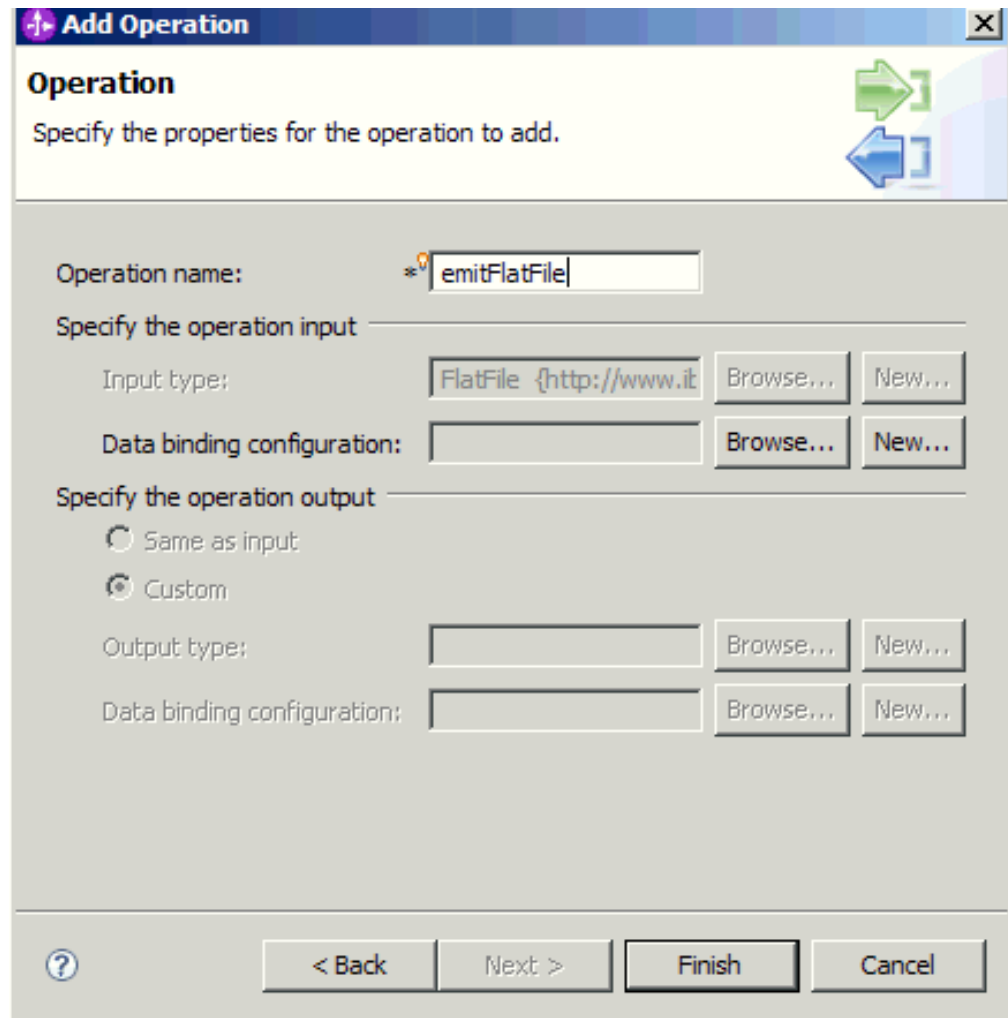 Add Operation
Operation
Specify the properties for the operation to add.
Operation name: * emitFlatFile
Specify the operation input
Input type: FlatFile {http://www.ib Browse... New...
Data binding configuration: Browse... New...
Specify the operation output
Same as input
Custom
Output type: Browse... New...
Data binding configuration: Browse... New...
? < Back Next > Finish Cancel